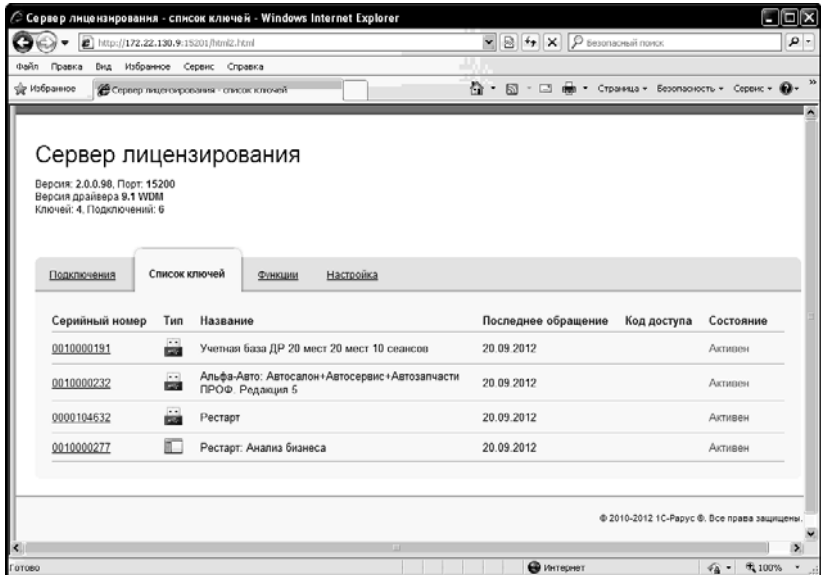 Сервер лицензирования - список ключей - Windows Internet Explorer
http://172.22.130.9:15201/html2.html
Безопасный поиск
Файл Правка Вид Избранное Сервис Справка
Избранное Сервер лицензирования - список ключей Страница Безопасность Сервис
Сервер лицензирования
Версия: 2.0.0.98, Порт: 15200
Версия драйвера 9.1 WDM
Ключей: 4, Подключений: 6
Подключения Список ключей Функции Настройка
Серийный номер Тип Название Последнее обращение Код доступа Состояние
0010000191 Учетная база ДР 20 мест 20 мест 10 сеансов 20.09.2012 Активен
0010000232 Альфа-Авто: Автосалон+Автосервис+Автозапчасти 20.09.2012 Активен
ПРОФ. Редакция 5
0000104632 Рестарт 20.09.2012 Активен
0010000277 Рестарт: Анализ бизнеса 20.09.2012 Активен
© 2010-2012 1С-Рарус ®. Все права защищены.
Готово Интернет 100%